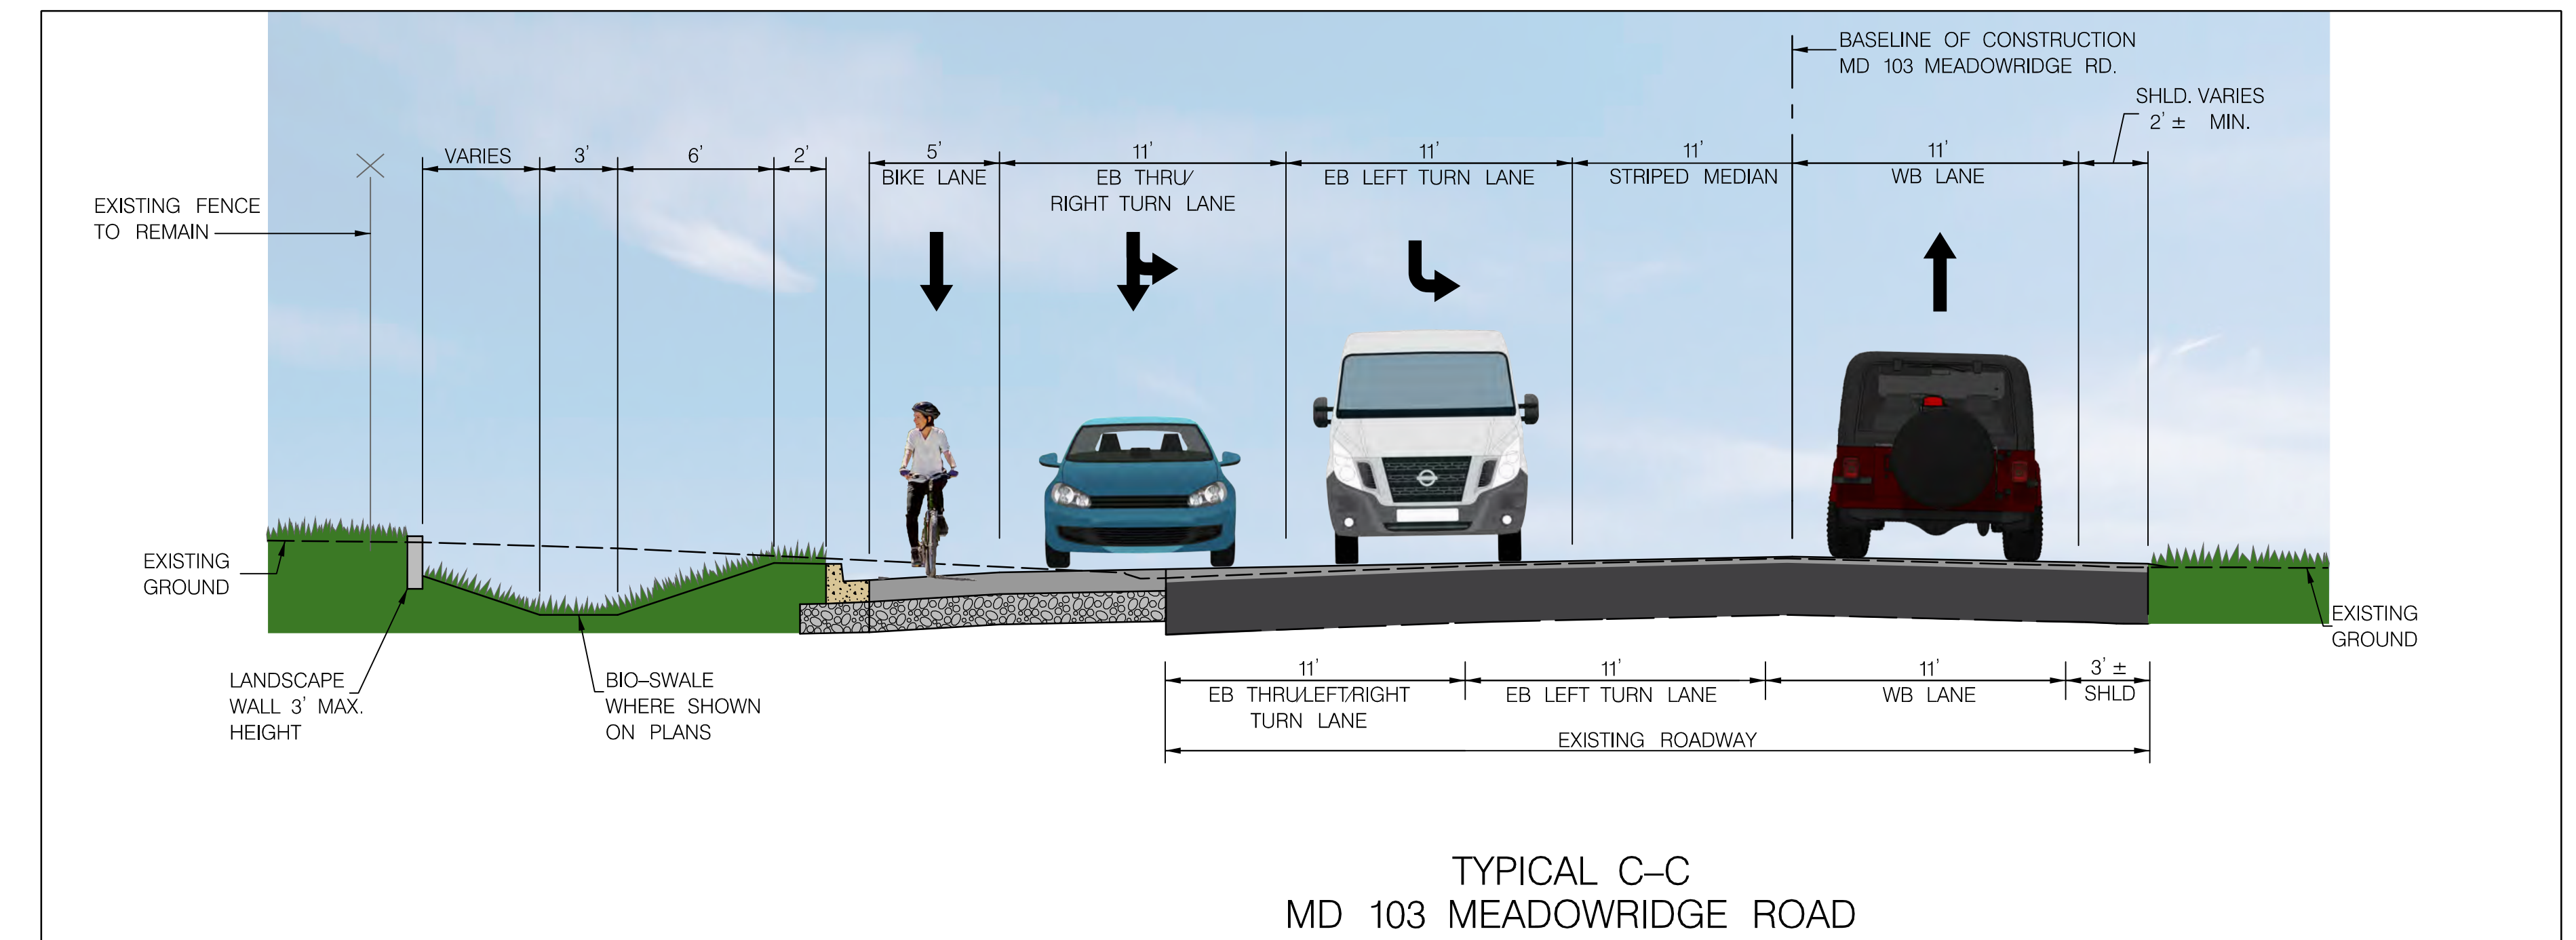 BASELINE OF CONSTRUCTION
MD 103 MEADOWRIDGE RD.
SHLD. VARIES
2' ± MIN.
VARIES
3'
6'
2'
5'
BIKE LANE
11'
EB THRU/
RIGHT TURN LANE
11'
EB LEFT TURN LANE
11'
STRIPED MEDIAN
11'
WB LANE
EXISTING FENCE
TO REMAIN
EXISTING
GROUND
LANDSCAPE
WALL 3' MAX.
HEIGHT
BIO-SWALE
WHERE SHOWN
ON PLANS
EXISTING
GROUND
11'
EB THRU/LEFT/RIGHT
TURN LANE
11'
EB LEFT TURN LANE
11'
WB LANE
3' ±
SHLD
EXISTING ROADWAY
TYPICAL C-C
MD 103 MEADOWRIDGE ROAD